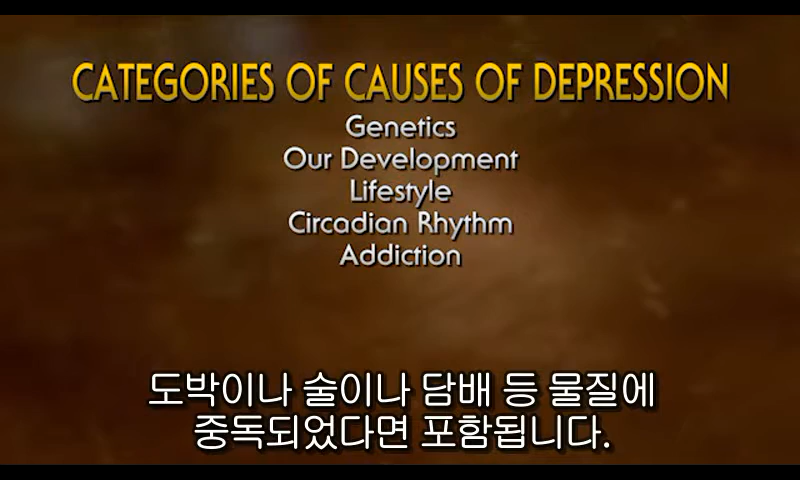 CATEGORIES OF CAUSES OF DEPRESSION
Genetics
Our Development
Lifestyle
Circadian Rhythm
Addiction
도박이나 술이나 담배 등 물질에
중독되었다면 포함됩니다.